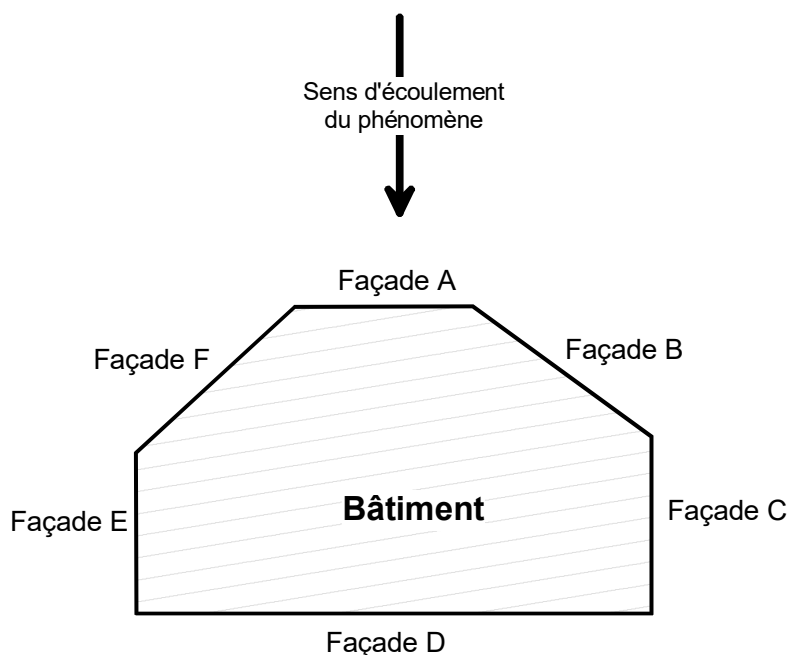 Sens d'écoulement
du phénomène
Façade A
Façade B
Façade F
Bâtiment
Façade C
Façade E
Façade D